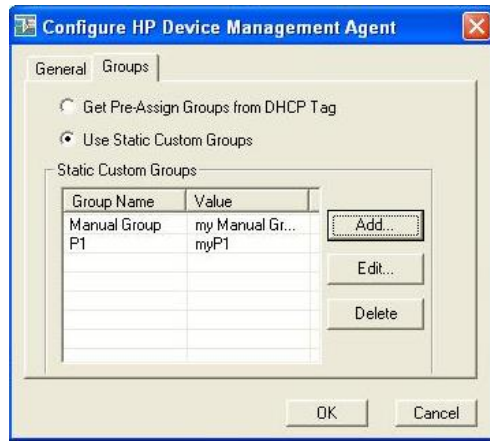 Configure HP Device Management Agent
General Groups
Get Pre-Assign Groups from DHCP Tag
Use Static Custom Groups
Static Custom Groups
Group Name Value
Manual Group my Manual Gr...
P1 myP1
Add...
Edit...
Delete
OK Cancel